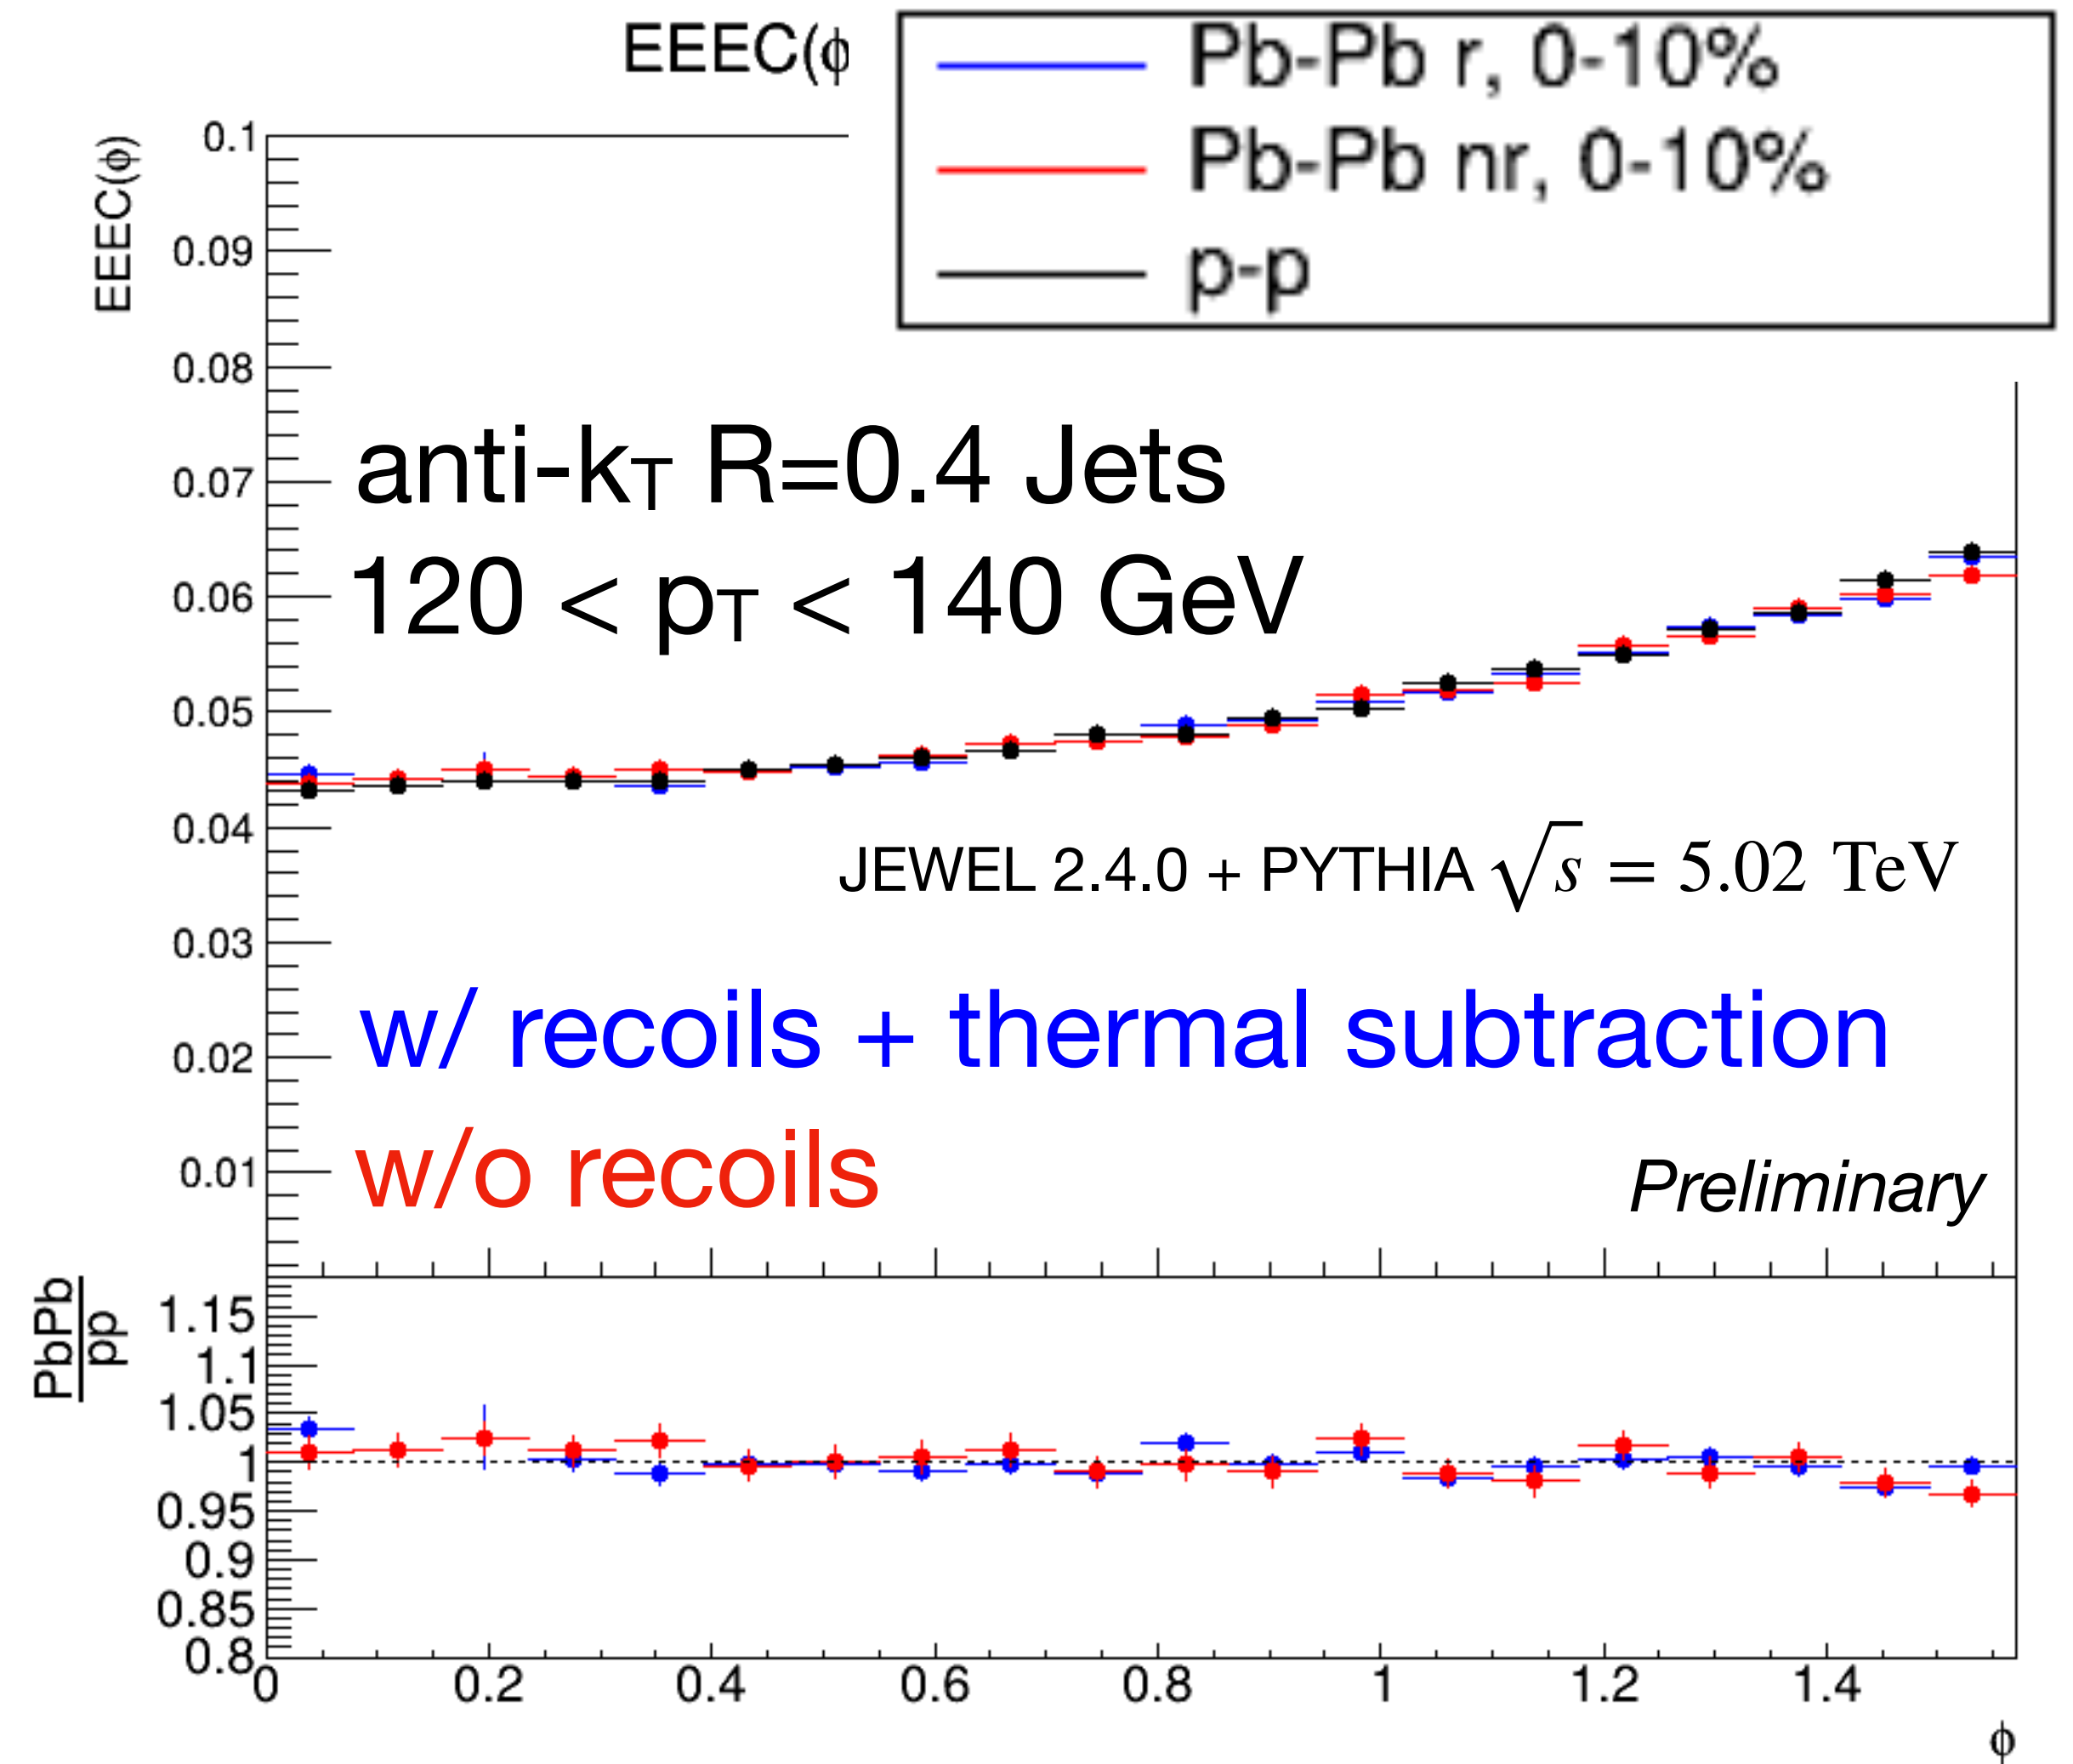 EEEC(ϕ
Pb-Pb r, 0-10%
Pb-Pb nr, 0-10%
p-p
EEEC(ϕ)
0.1
0.09
0.08
0.07
0.06
0.05
0.04
0.03
0.02
0.01
anti-kT R=0.4 Jets
120 < pT < 140 GeV
JEWEL 2.4.0 + PYTHIA √s = 5.02 TeV
w/ recoils + thermal subtraction
w/o recoils
Preliminary
PbPb
pp
1.15
1.1
1.05
1
0.95
0.9
0.85
0.8
0 0.2 0.4 0.6 0.8 1 1.2 1.4
ϕ